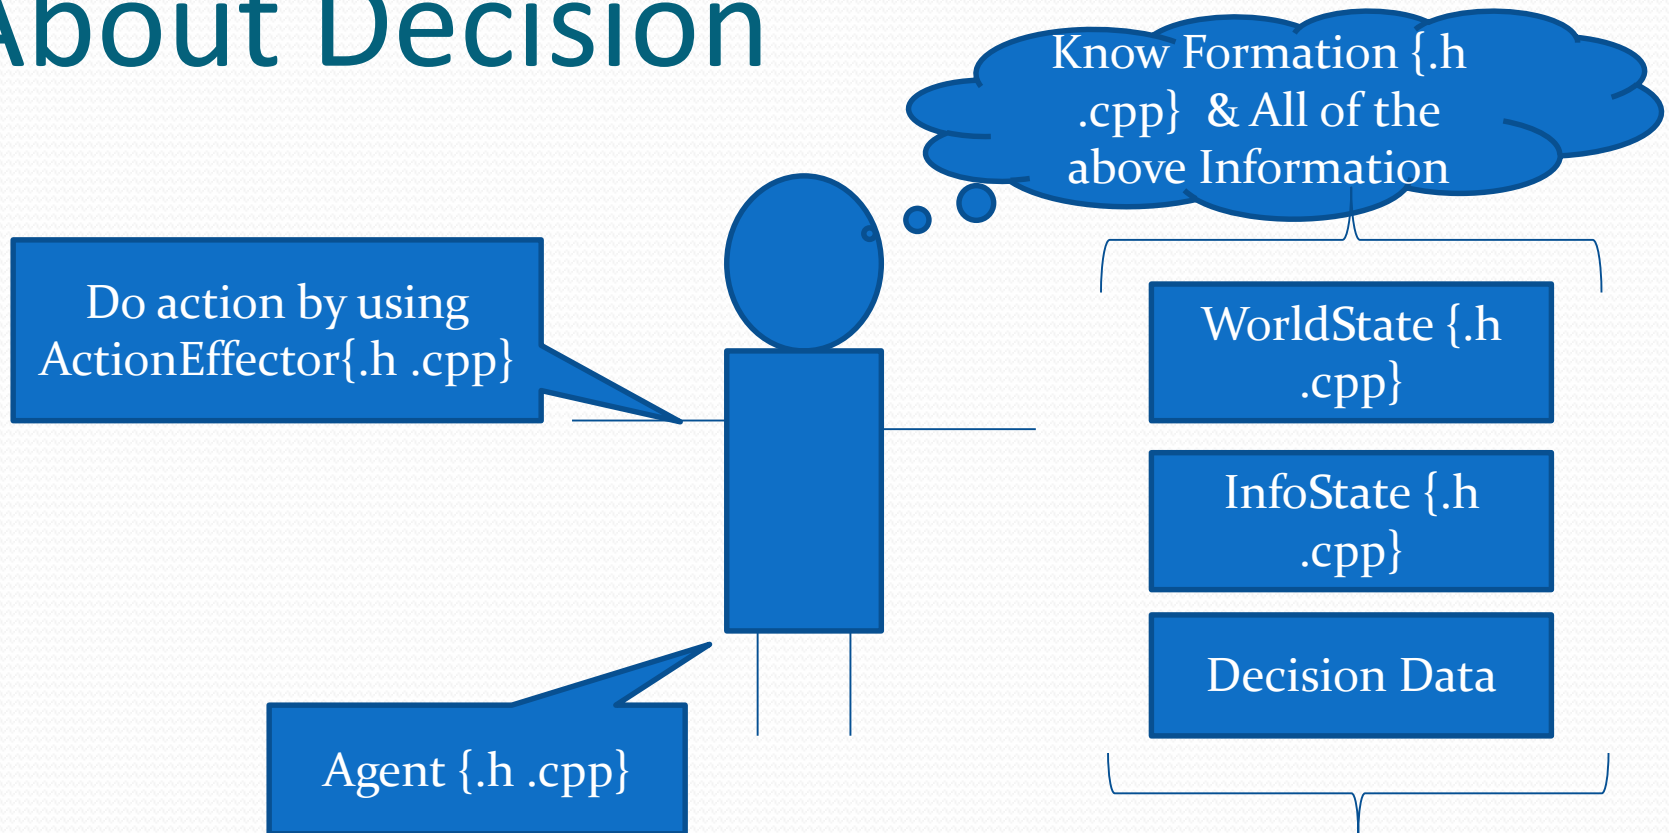 About Decision
Know Formation {.h
.cpp}  & All of the
above Information
Do action by using
ActionEffector{.h .cpp}
WorldState {.h
.cpp}
InfoState {.h
.cpp}
Decision Data
Agent {.h .cpp}